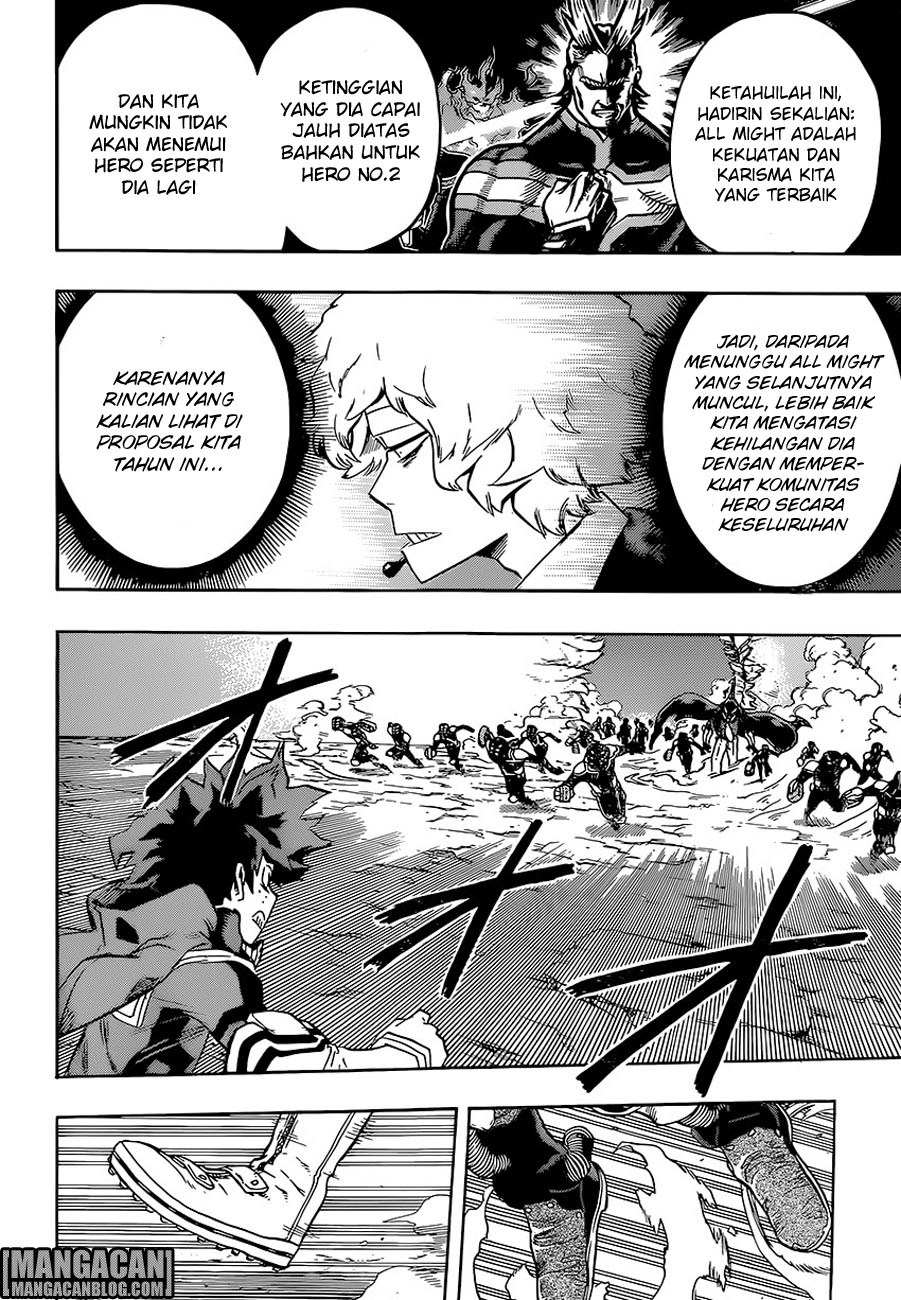 KETAHUILAH INI,
HADIRIN SEKALIAN:
ALL MIGHT ADALAH
KEKUATAN DAN
KARISMA KITA
YANG TERBAIK
KETINGGIAN
YANG DIA CAPAI
JAUH DIATAS
BAHKAN UNTUK
HERO NO.2
DAN KITA
MUNGKIN TIDAK
AKAN MENEMUI
HERO SEPERTI
DIA LAGI
JADI, DARIPADA
MENUNGGU ALL MIGHT
YANG SELANJUTNYA
MUNCUL, LEBIH BAIK
KITA MENGATASI
KEHILANGAN DIA
DENGAN MEMPER-
KUAT KOMUNITAS
HERO SECARA
KESELURUHAN
KARENANYA
RINCIAN YANG
KALIAN LIHAT DI
PROPOSAL KITA
TAHUN INI...
MANGACAN
MANGACANBLOG.COM